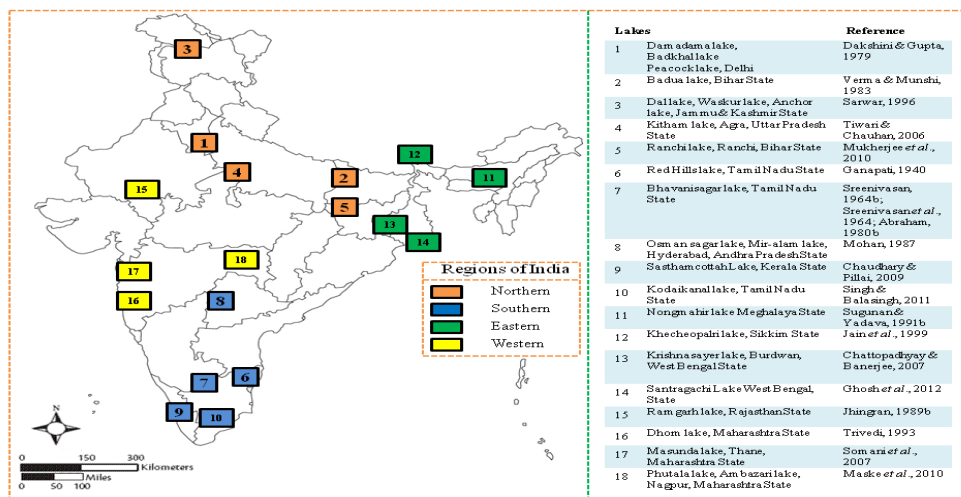 3
1
4
2
5
12
11
13
14
15
18
17
16
8
7
6
9
10
Regions of India
Northern
Southern
Eastern
Western
N
0 150 300
Kilometers
Miles
0 50 100
Lakes Reference
1 Damadama lake, Dakshini & Gupta,
Badkhal lake 1979
Peacock lake, Delhi
2 Badua lake, Bihar State Verma & Munshi,
1983
3 Dal lake, Waskur lake, Anchor Sarwar, 1996
lake, Jammu & Kashmir State
4 Kitham lake, Agra, Uttar Pradesh Tiwari &
State Chauhan, 2006
5 Ranchi lake, Ranchi, Bihar State Mukherjee et al.,
2010
6 Red Hills lake, Tamil Nadu State Ganapati, 1940
7 Bhavanisagar lake, Tamil Nadu Sreenivasan,
State 1964b;
Sreenivasan et al.,
1964; Abraham,
1980b
8 Osman sagar lake, Mir-alam lake, Mohan, 1987
Hyderabad, Andhra Pradesh State
9 Sasthamcottah Lake, Kerala State Chaudhary &
Pillai, 2009
10 Kodaikanal lake, Tamil Nadu Singh &
State Balasingh, 2011
11 Nongmahir lake Meghalaya State Sugunan &
Yadava, 1991b
12 Khecheopalri lake, Sikkim State Jain et al., 1999
13 Krishnasayer lake, Burdwan, Chattopadhyay &
West Bengal State Banerjee, 2007
14 Santragachi Lake West Bengal, Ghosh et al., 2012
State
15 Ramgarh lake, Rajasthan State Jhingran, 1989b
16 Dhom lake, Maharashtra State Trivedi, 1993
17 Masunda lake, Thane, Somani et al.,
Maharashtra State 2007
18 Phutala lake, Ambazari lake, Maske et al., 2010
Nagpur, Maharashtra State